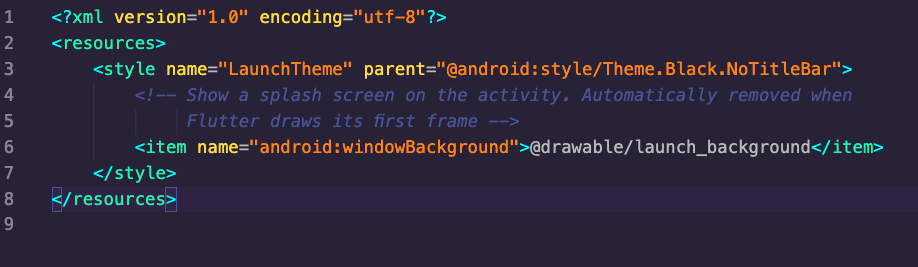 1 <?xml version="1.0" encoding="utf-8"?>
2 <resources>
3     <style name="LaunchTheme" parent="@android:style/Theme.Black.NoTitleBar">
4         <!-- Show a splash screen on the activity. Automatically removed when
5              Flutter draws its first frame -->
6         <item name="android:windowBackground">@drawable/launch_background</item>
7     </style>
8 </resources>
9